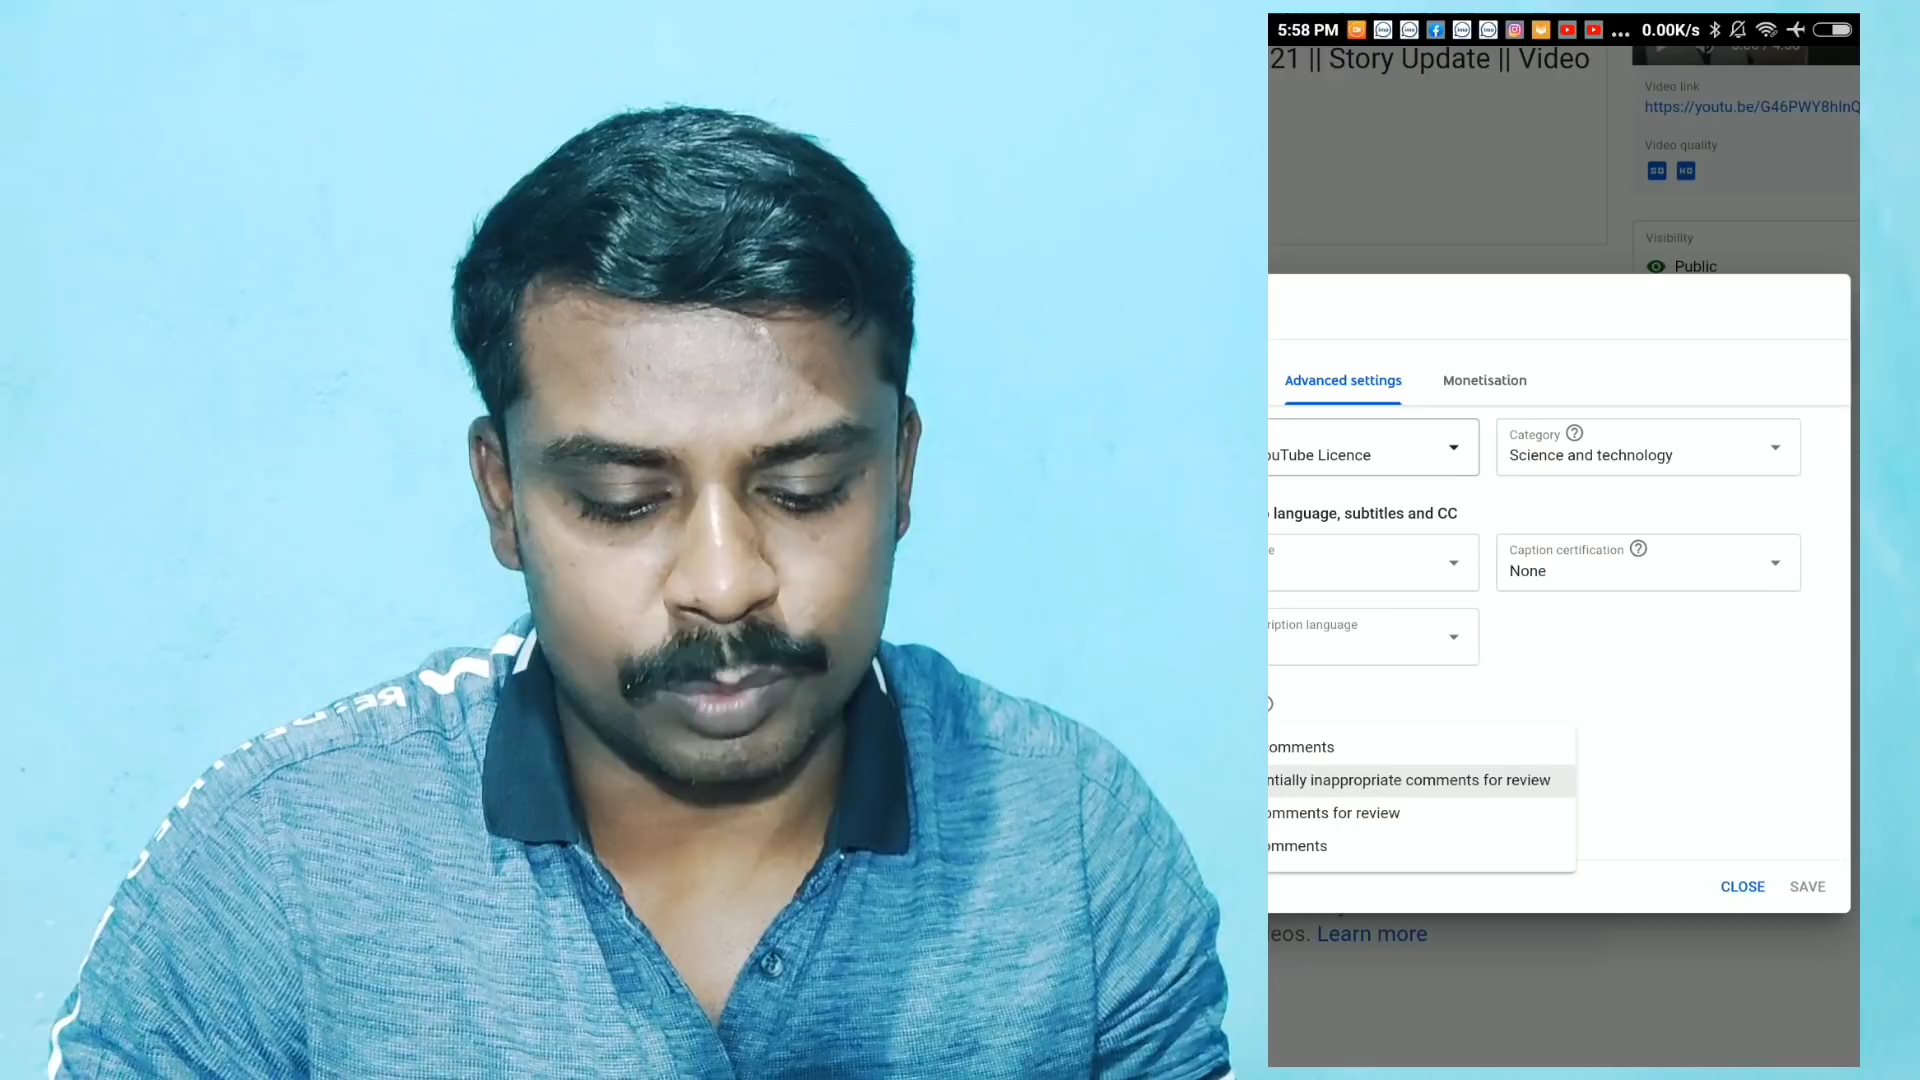 5:58 PM
0.00K/s
21 || Story Update || Video
Video link
https://youtu.be/G46PWY8hInQ
Video quality
SD HD
Visibility
Public
Advanced settings
Monetisation
ouTube Licence
Category
Science and technology
language, subtitles and CC
e
Caption certification
None
ription language
omments
ntially inappropriate comments for review
omments for review
omments
CLOSE
SAVE
eos. Learn more